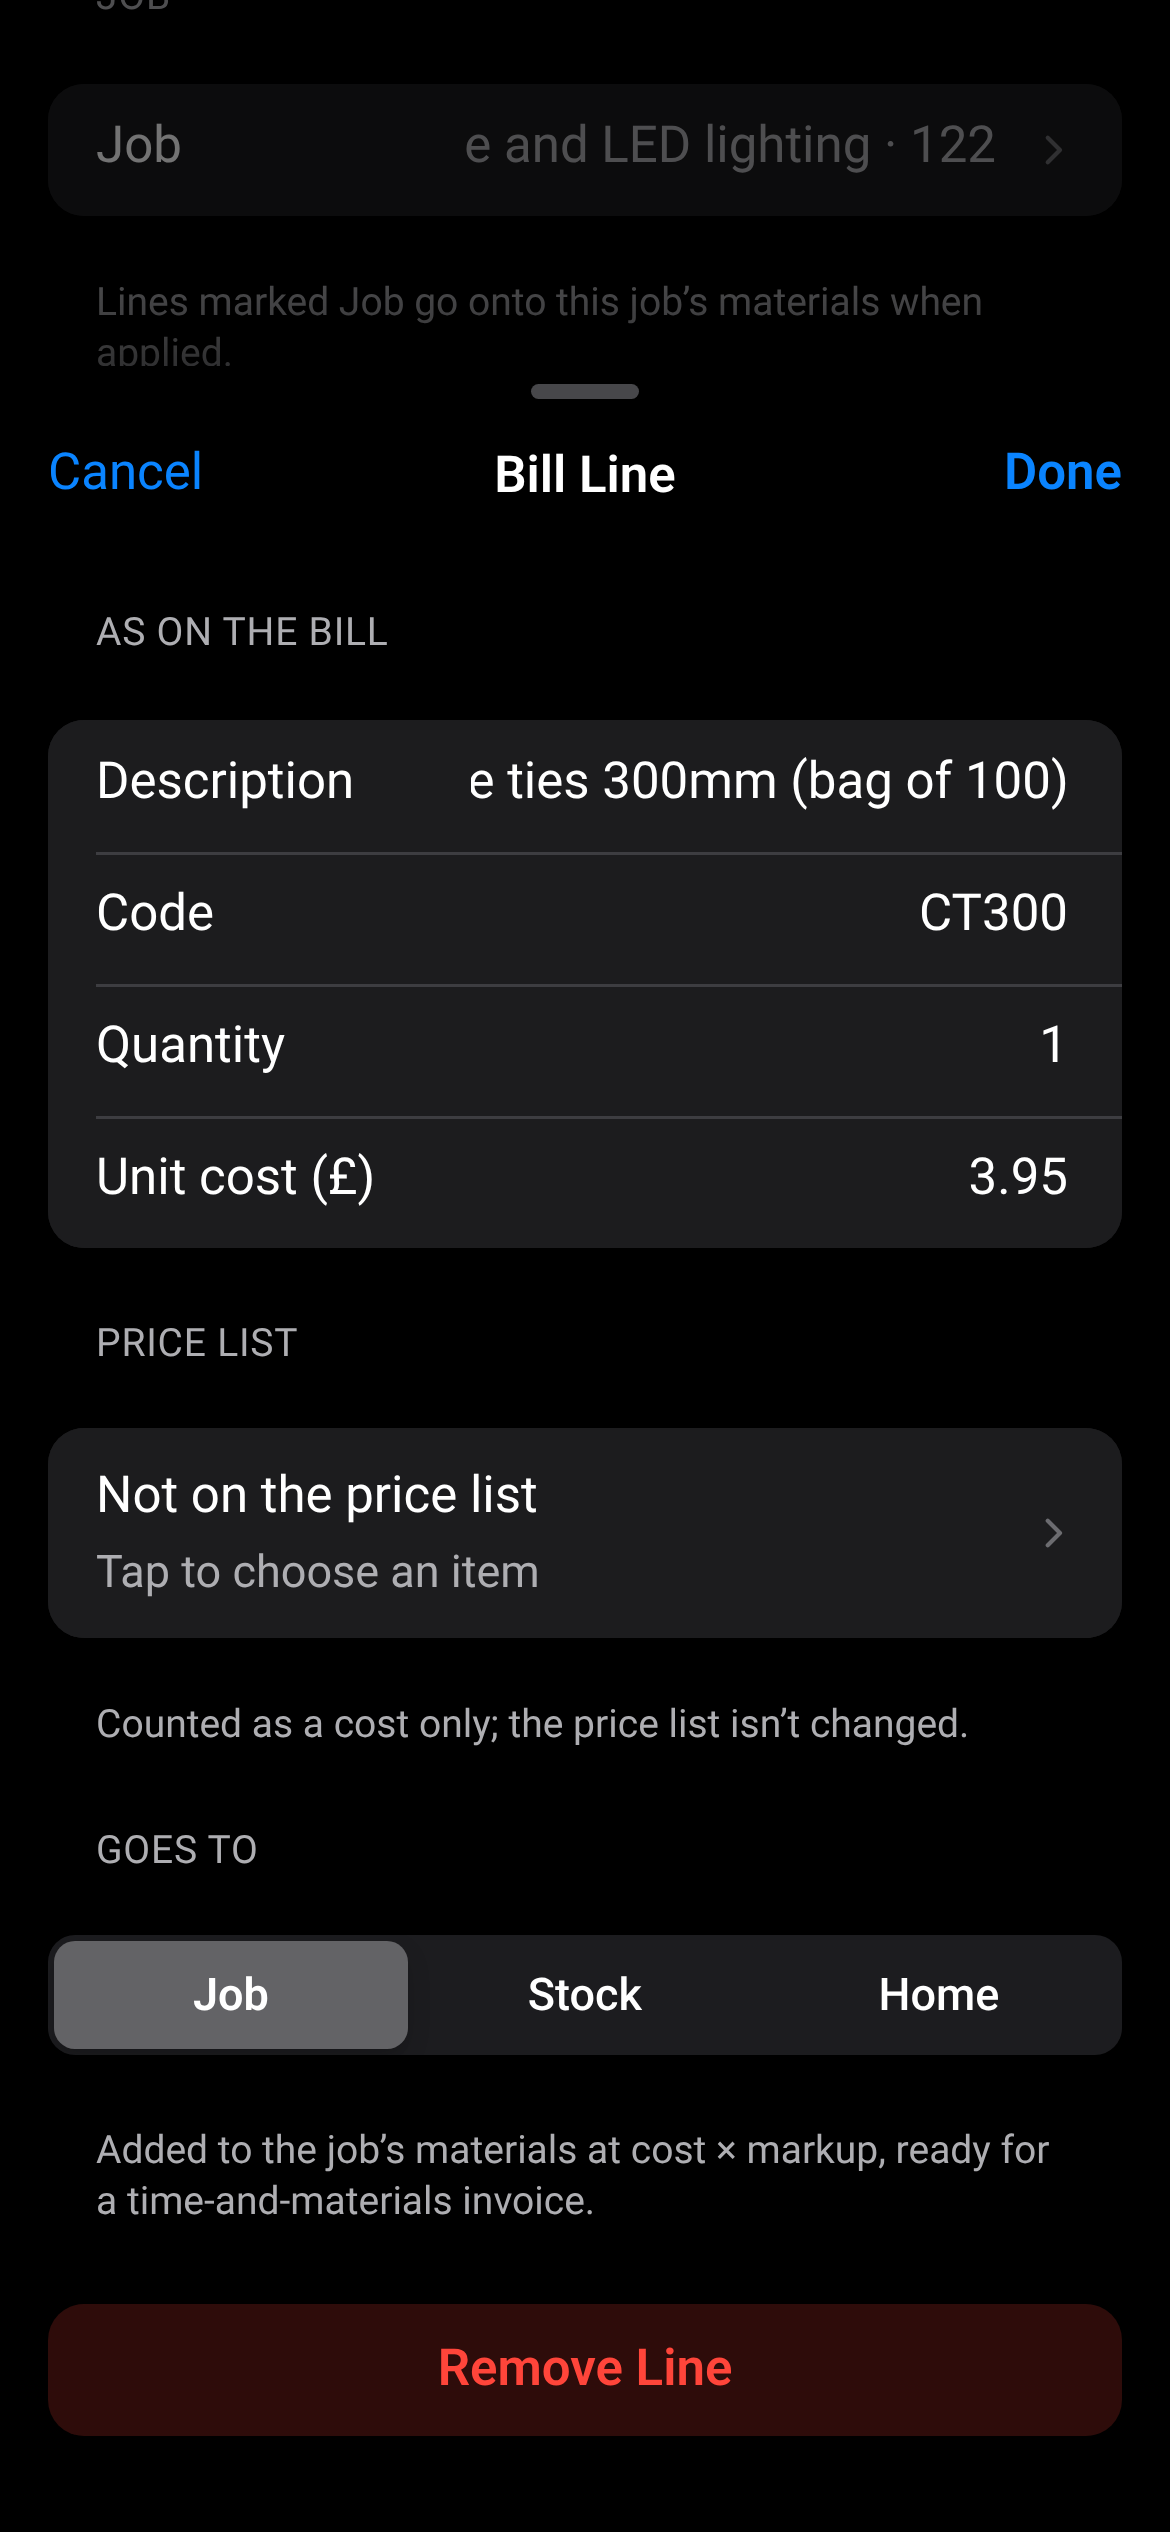 JOB
Job e and LED lighting · 122
Lines marked Job go onto this job’s materials when
applied.
Cancel Bill Line Done
AS ON THE BILL
Description e ties 300mm (bag of 100)
Code CT300
Quantity 1
Unit cost (£) 3.95
PRICE LIST
Not on the price list
Tap to choose an item
Counted as a cost only; the price list isn’t changed.
GOES TO
Job Stock Home
Added to the job’s materials at cost × markup, ready for
a time-and-materials invoice.
Remove Line